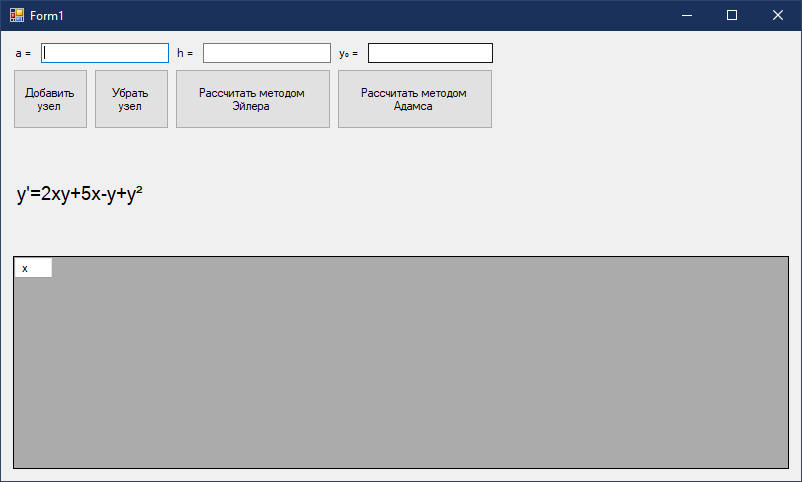 Form1
a =
h =
y₀ =
Добавить
узел
Убрать
узел
Рассчитать методом
Эйлера
Рассчитать методом
Адамса
y'=2xy+5x-y+y²
x